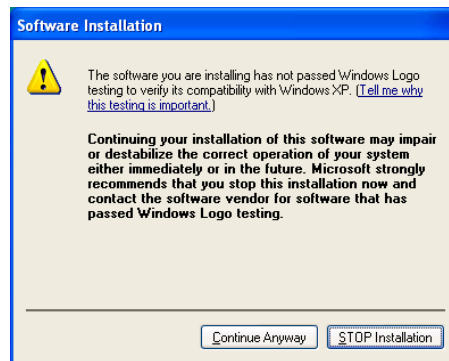 Software Installation
The software you are installing has not passed Windows Logo
testing to verify its compatibility with Windows XP. (Tell me why
this testing is important.)
Continuing your installation of this software may impair
or destabilize the correct operation of your system
either immediately or in the future. Microsoft strongly
recommends that you stop this installation now and
contact the software vendor for software that has
passed Windows Logo testing.
Continue Anyway
STOP Installation